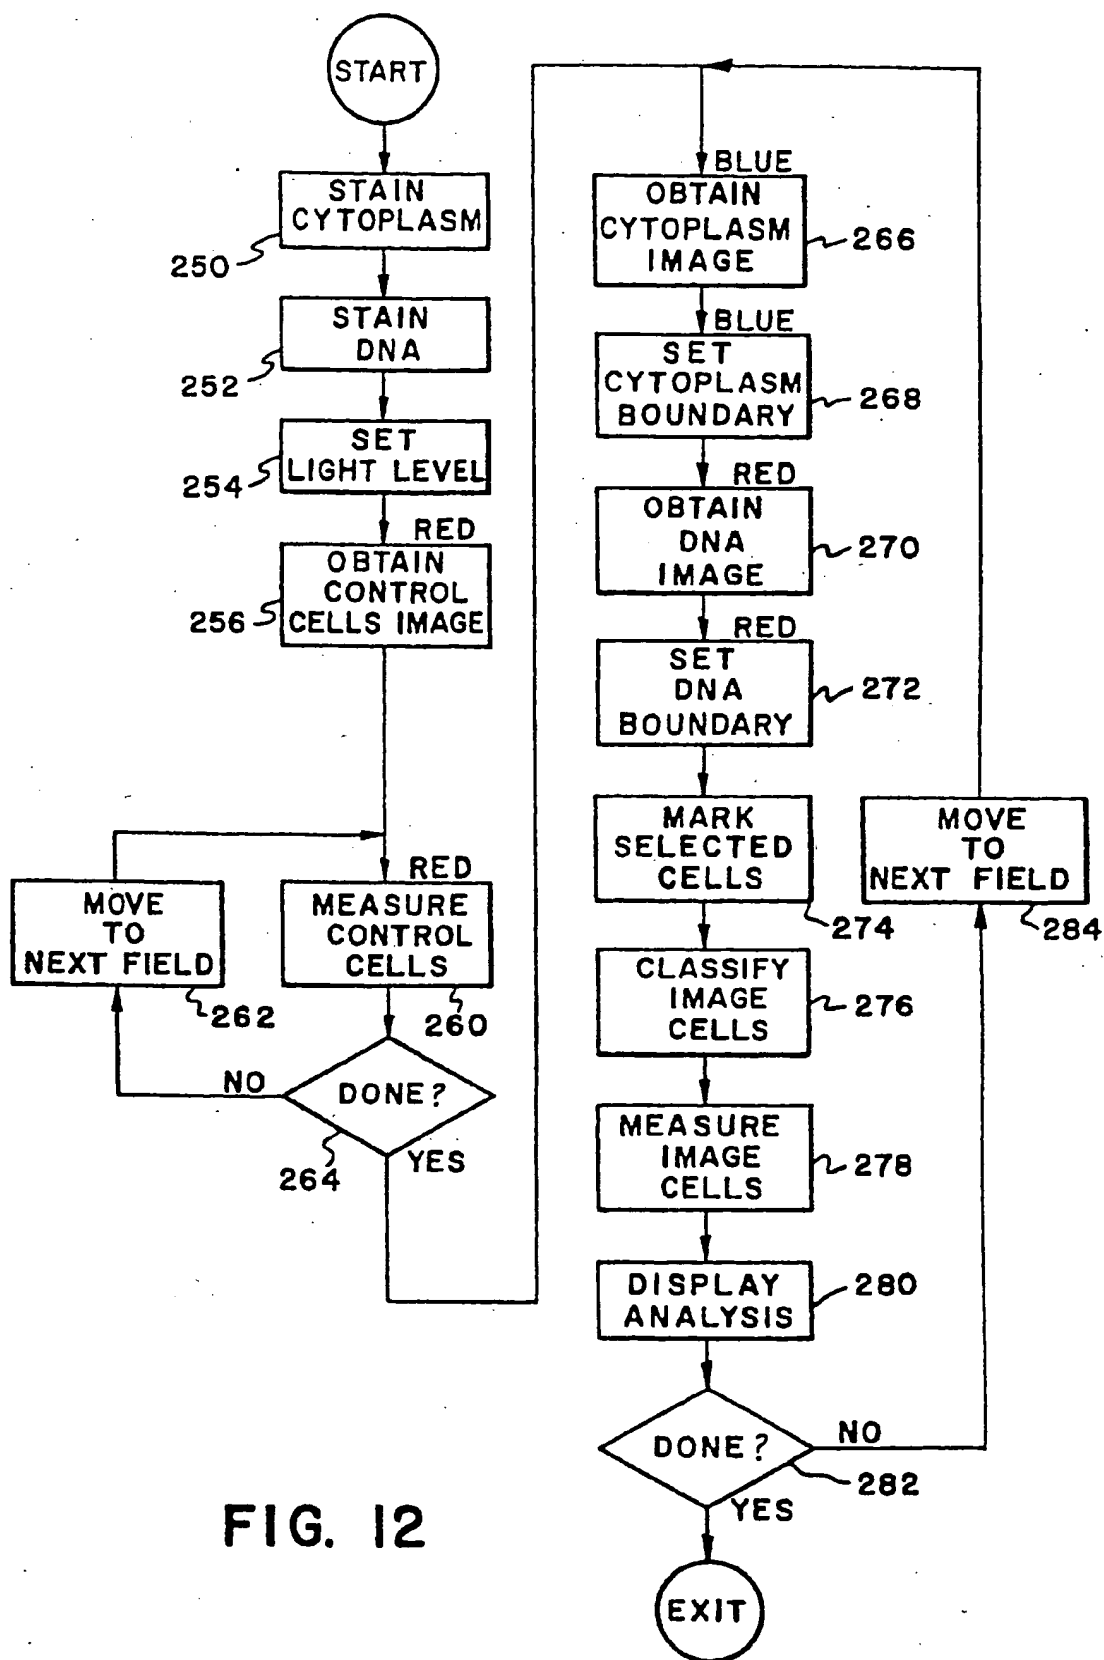 START
STAIN
CYTOPLASM
250
STAIN
DNA
252
SET
LIGHT LEVEL
254
RED
OBTAIN
CONTROL
CELLS IMAGE
256
RED
MEASURE
CONTROL
CELLS
260
MOVE
TO
NEXT FIELD
262
NO
DONE?
264
YES
BLUE
OBTAIN
CYTOPLASM
IMAGE
266
BLUE
SET
CYTOPLASM
BOUNDARY
268
RED
OBTAIN
DNA
IMAGE
270
RED
SET
DNA
BOUNDARY
272
MARK
SELECTED
CELLS
274
CLASSIFY
IMAGE
CELLS
276
MEASURE
IMAGE
CELLS
278
DISPLAY
ANALYSIS
280
DONE?
NO
282
YES
MOVE
TO
NEXT FIELD
284
EXIT
FIG. 12